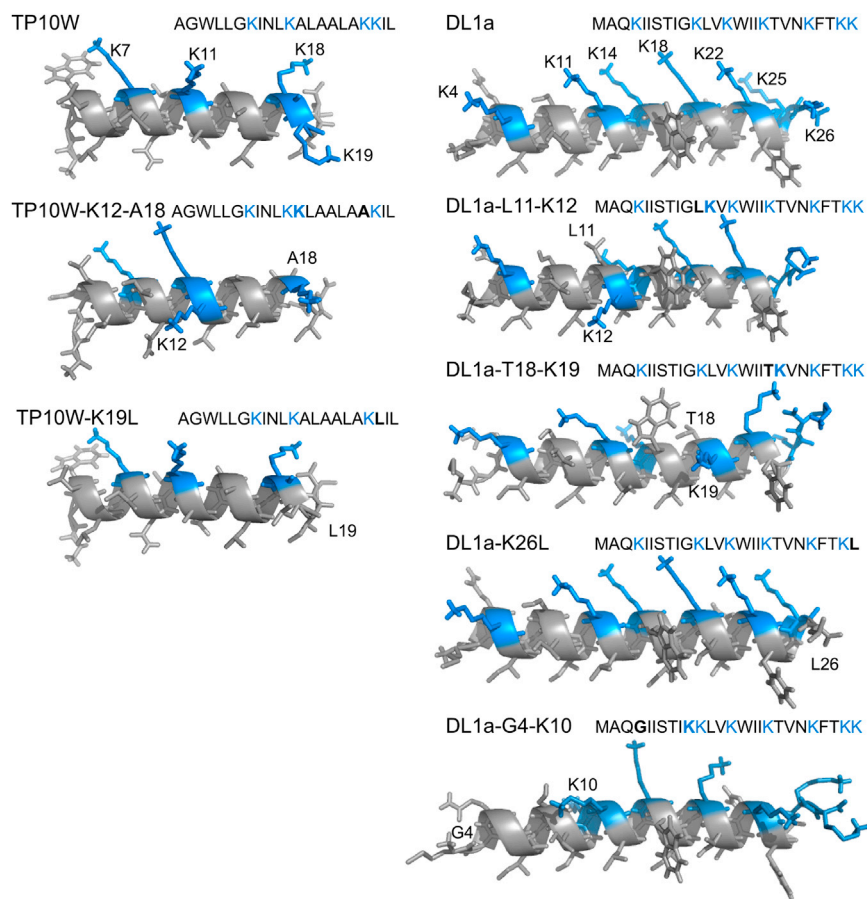 TP10W AGWLLGKINLKALAALAKKIL
K7
K11
K18
K19
TP10W-K12-A18 AGWLLGKINLKKLAALAAKIL
A18
K12
TP10W-K19L AGWLLGKINLKALAALAKLIL
L19
DL1a MAQKIISTIGKLVKWIIKTVNKFTKK
K4
K11
K14
K18
K22
K25
K26
DL1a-L11-K12 MAQKIISTIGLKVKWIIKTVNKFTKK
L11
K12
DL1a-T18-K19 MAQKIISTIGKLVKWIITKVNKFTKK
T18
K19
DL1a-K26L MAQKIISTIGKLVKWIIKTVNKFTKL
L26
DL1a-G4-K10 MAQGIISTIKKLVKWIIKTVNKFTKK
K10
G4